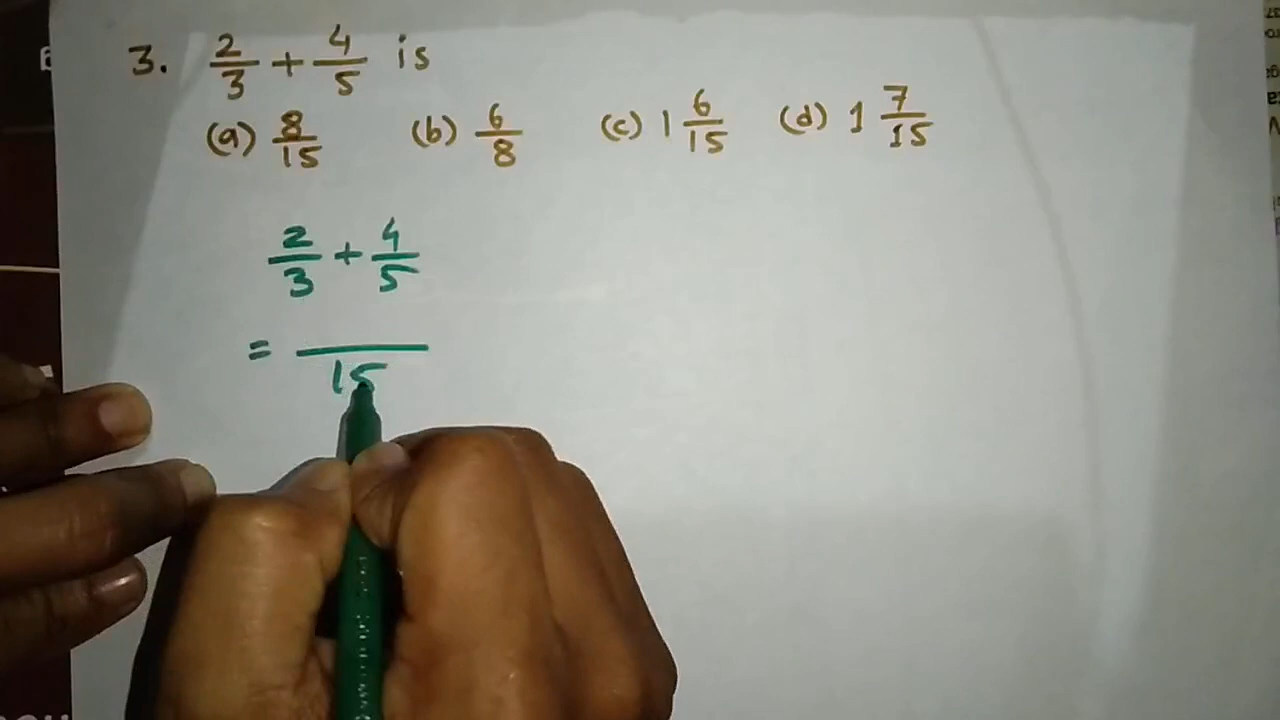 3. 2/3 + 4/5 is
(a) 8/15 (b) 6/8 (c) 1 6/15 (d) 1 7/15
2/3 + 4/5
= /15